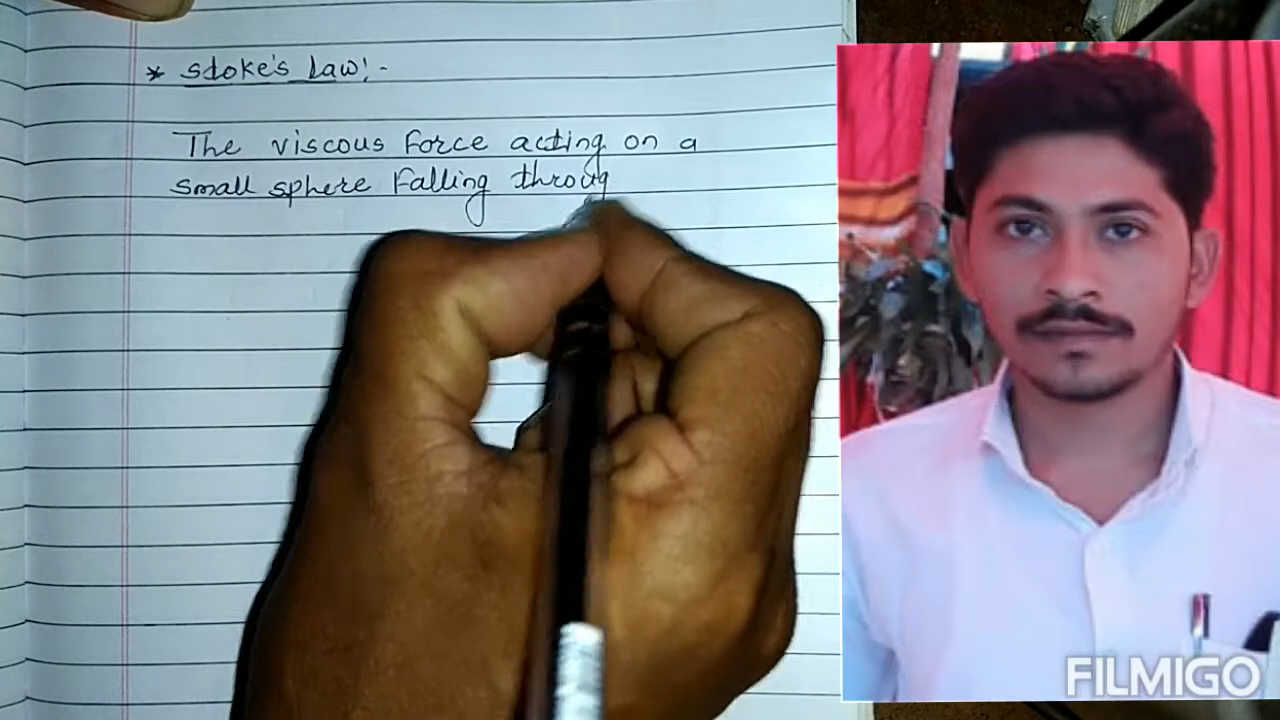 * Stoke's Law:-
The viscous force acting on a
small sphere falling throug
FILMIGO